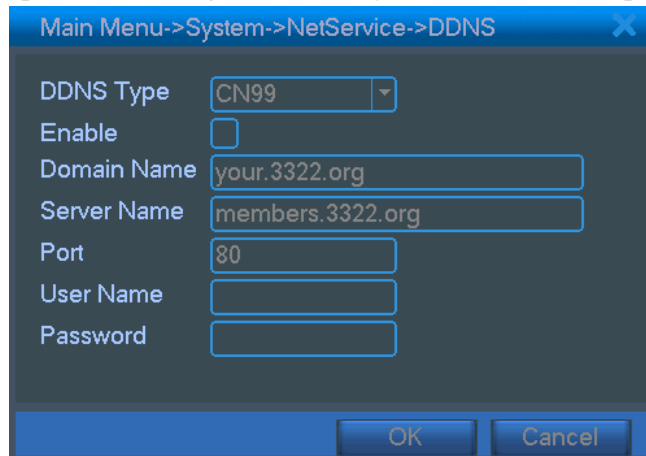 Main Menu->System->NetService->DDNS
DDNS Type CN99
Enable
Domain Name your.3322.org
Server Name members.3322.org
Port 80
User Name
Password
OK Cancel